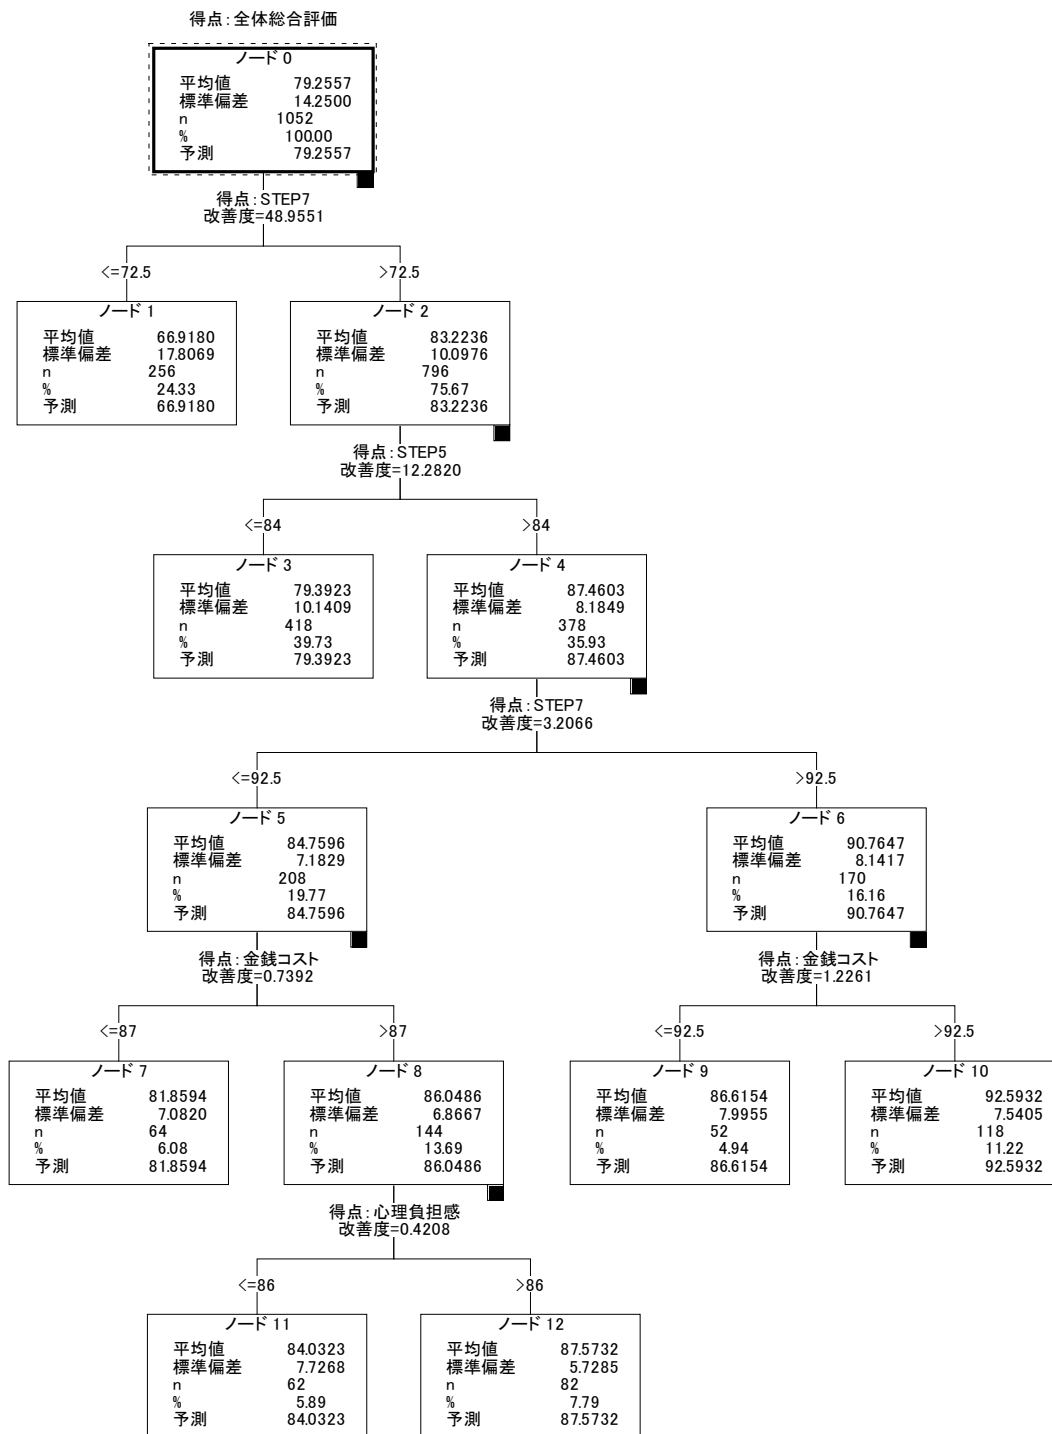 得点:全体総合評価
ノード 0
平均値 79.2557
標準偏差 14.2500
n 1052
% 100.00
予測 79.2557
得点:STEP7
改善度=48.9551
<=72.5
>72.5
ノード 1
平均値 66.9180
標準偏差 17.8069
n 256
% 24.33
予測 66.9180
ノード 2
平均値 83.2236
標準偏差 10.0976
n 796
% 75.67
予測 83.2236
得点:STEP5
改善度=12.2820
<=84
>84
ノード 3
平均値 79.3923
標準偏差 10.1409
n 418
% 39.73
予測 79.3923
ノード 4
平均値 87.4603
標準偏差 8.1849
n 378
% 35.93
予測 87.4603
得点:STEP7
改善度=3.2066
<=92.5
>92.5
ノード 5
平均値 84.7596
標準偏差 7.1829
n 208
% 19.77
予測 84.7596
ノード 6
平均値 90.7647
標準偏差 8.1417
n 170
% 16.16
予測 90.7647
得点:金銭コスト
改善度=0.7392
得点:金銭コスト
改善度=1.2261
<=87
>87
<=92.5
>92.5
ノード 7
平均値 81.8594
標準偏差 7.0820
n 64
% 6.08
予測 81.8594
ノード 8
平均値 86.0486
標準偏差 6.8667
n 144
% 13.69
予測 86.0486
ノード 9
平均値 86.6154
標準偏差 7.9955
n 52
% 4.94
予測 86.6154
ノード 10
平均値 92.5932
標準偏差 7.5405
n 118
% 11.22
予測 92.5932
得点:心理負担感
改善度=0.4208
<=86
>86
ノード 11
平均値 84.0323
標準偏差 7.7268
n 62
% 5.89
予測 84.0323
ノード 12
平均値 87.5732
標準偏差 5.7285
n 82
% 7.79
予測 87.5732